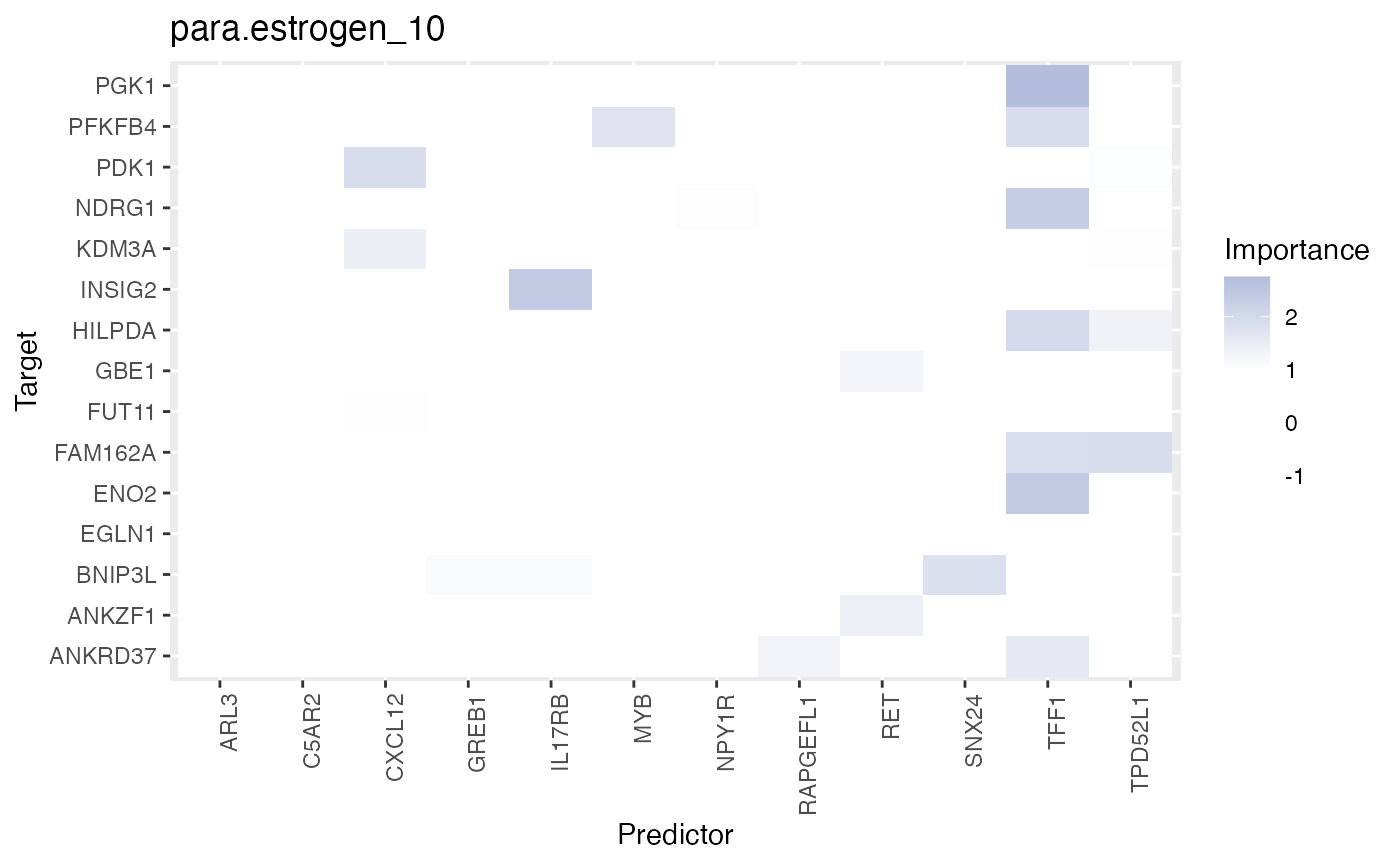 para.estrogen_10
PGK1
PFKFB4
PDK1
NDRG1
KDM3A
INSIG2
HILPDA
GBE1
FUT11
FAM162A
ENO2
EGLN1
BNIP3L
ANKZF1
ANKRD37
Target
ARL3
C5AR2
CXCL12
GREB1
IL17RB
MYB
NPY1R
RAPGEFL1
RET
SNX24
TFF1
TPD52L1
Predictor
Importance
2
1
0
-1